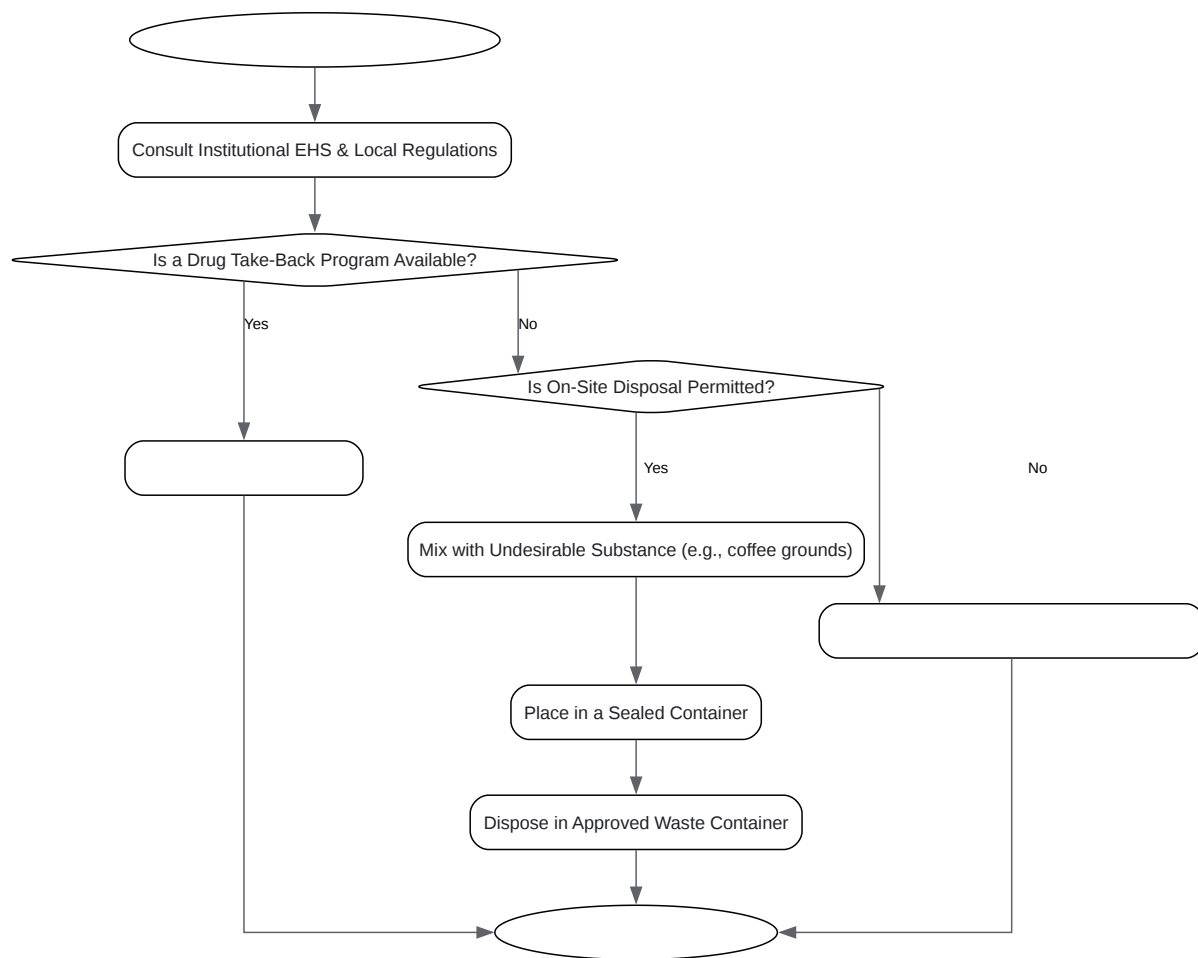 Consult Institutional EHS & Local Regulations
Is a Drug Take-Back Program Available?
Yes
No
Is On-Site Disposal Permitted?
Yes
No
Mix with Undesirable Substance (e.g., coffee grounds)
Place in a Sealed Container
Dispose in Approved Waste Container